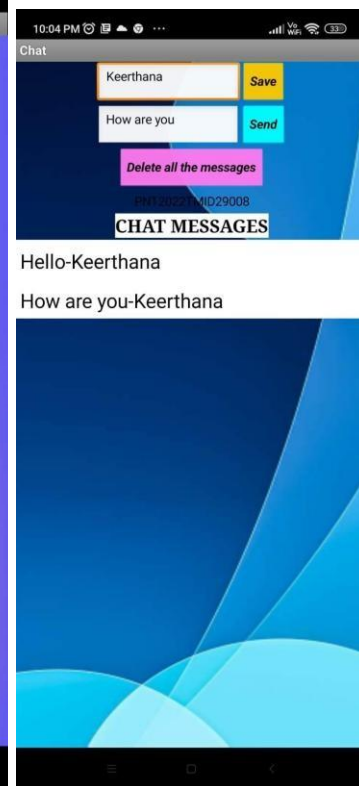 10:04 PM
Chat
Keerthana Save
How are you Send
Delete all the messages
PNT2022TMID29008
CHAT MESSAGES
Hello-Keerthana
How are you-Keerthana